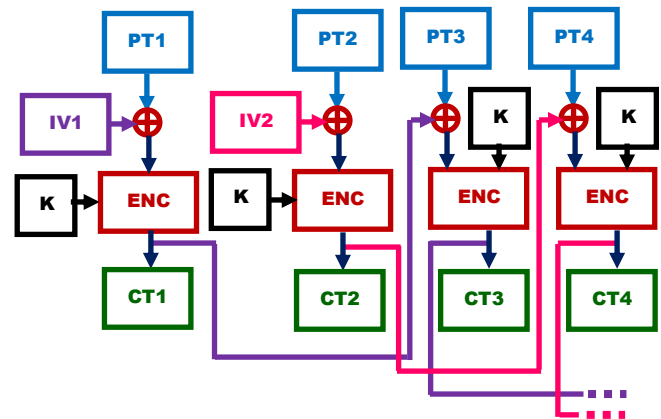 PT1 PT2 PT3 PT4
IV1 IV2 K K
K ENC K ENC ENC ENC
CT1 CT2 CT3 CT4